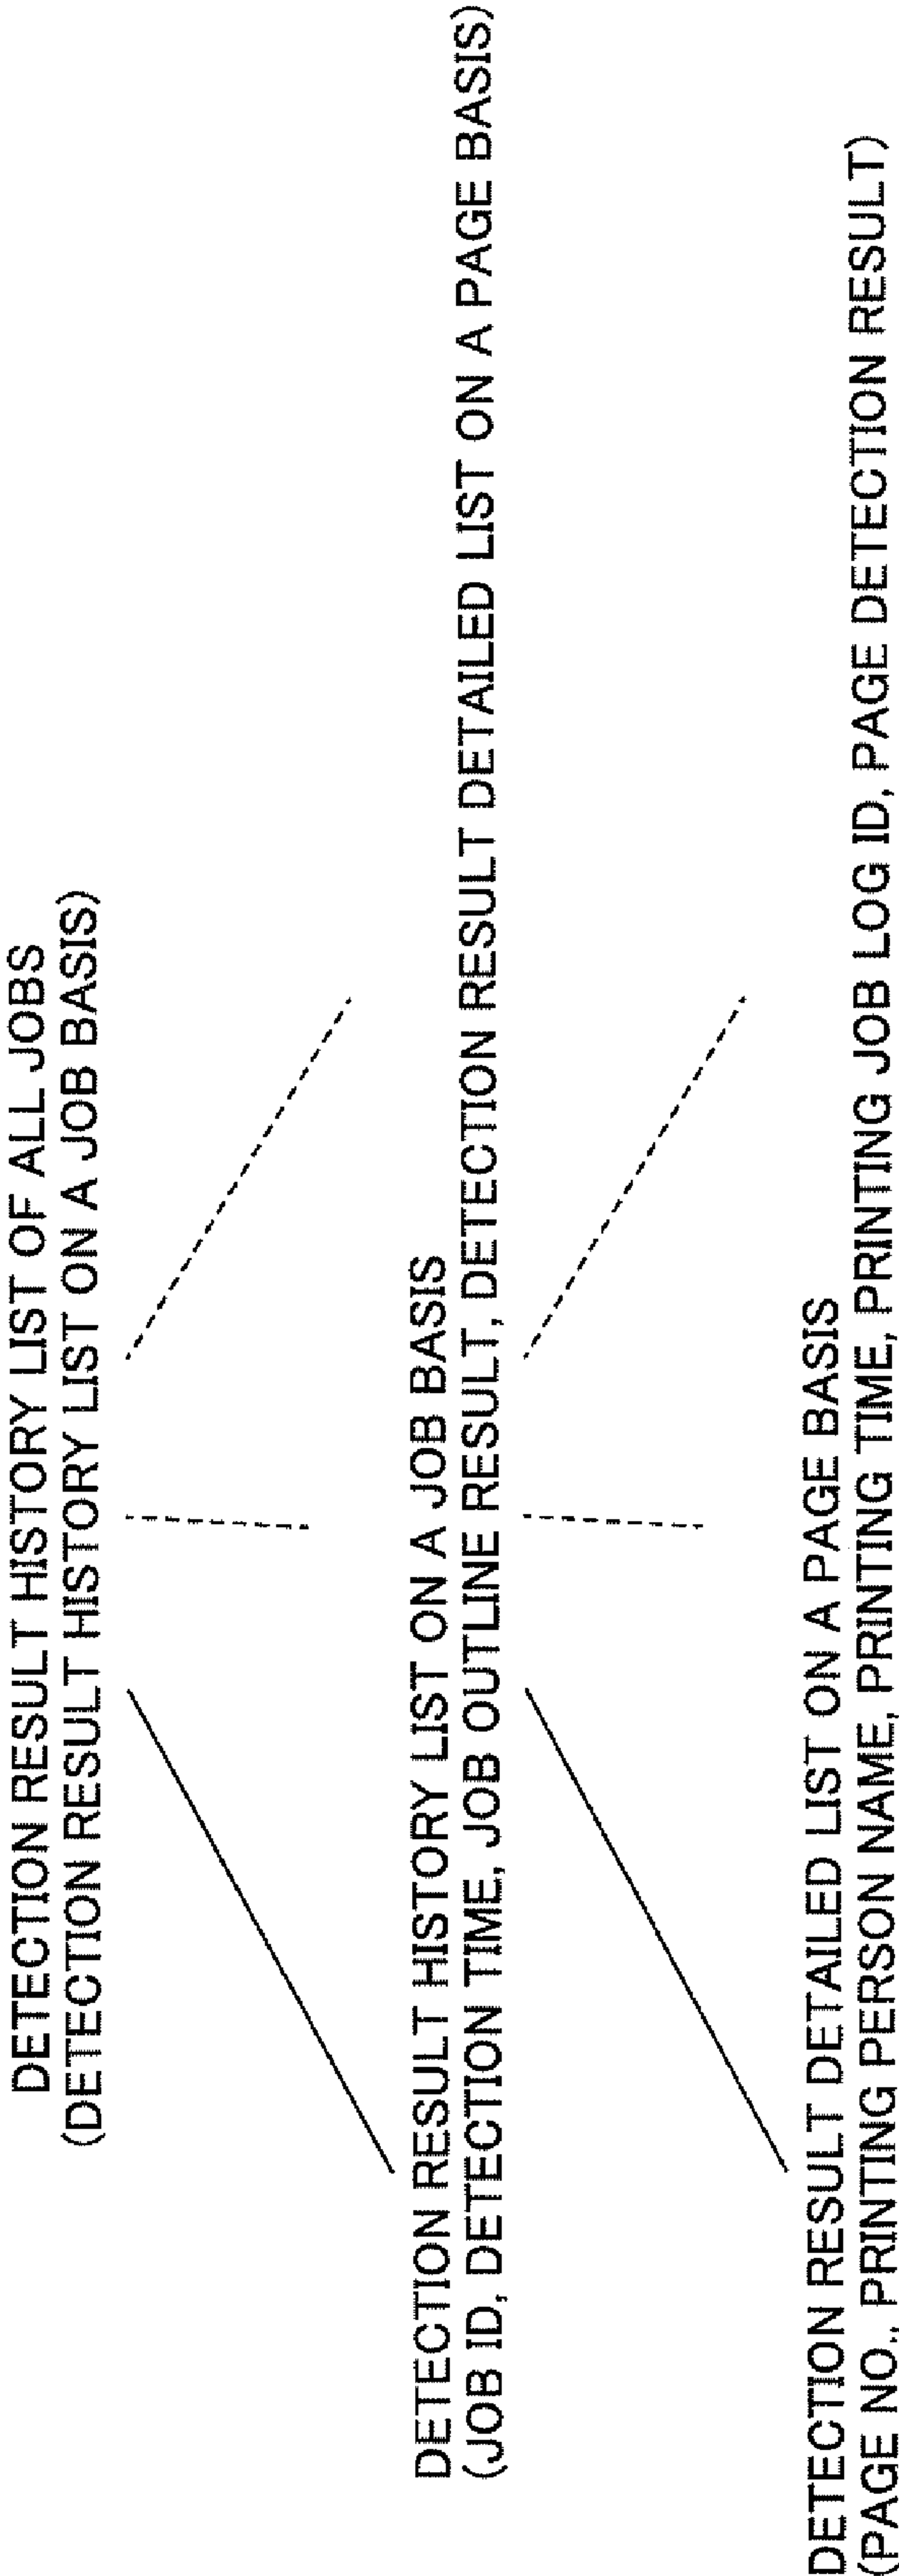 DETECTION RESULT HISTORY LIST OF ALL JOBS
(DETECTION RESULT HISTORY LIST ON A JOB BASIS)
DETECTION RESULT HISTORY LIST ON A JOB BASIS
(JOB ID, DETECTION TIME, JOB OUTLINE RESULT, DETECTION RESULT DETAILED LIST ON A PAGE BASIS)
DETECTION RESULT DETAILED LIST ON A PAGE BASIS
(PAGE NO., PRINTING PERSON NAME, PRINTING TIME, PRINTING JOB LOG ID, PAGE DETECTION RESULT)